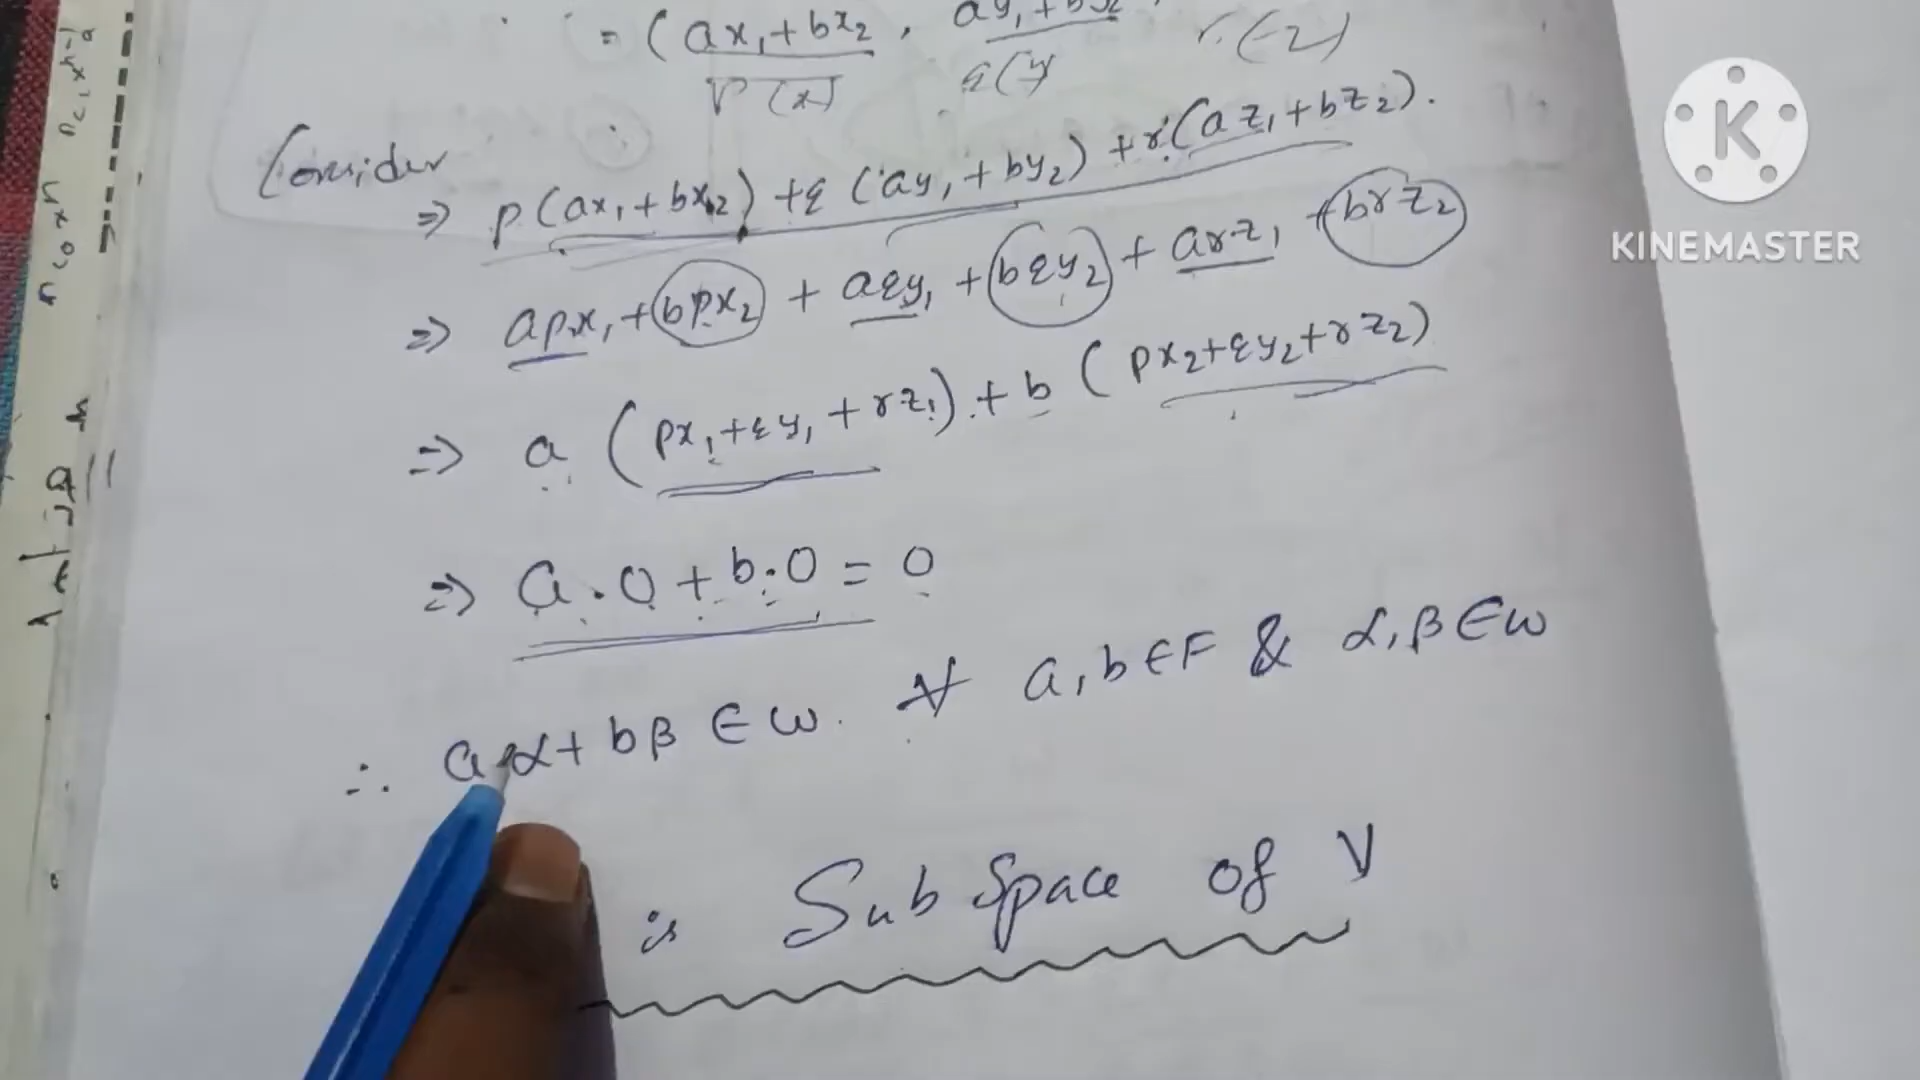 = (ax₁+bx₂, ay₁+by₂,
P(x) q(y) r(-z)
Consider
⇒ p(ax₁+bx₂) + q(ay₁+by₂) + r(az₁+bz₂).
⇒ apx₁ + bpx₂ + aqy₁ + bqy₂ + arz₁ + brz₂
⇒ a (px₁+qy₁+rz₁) + b (px₂+qy₂+rz₂)
⇒ a·0 + b·0 = 0
∴ aα + bβ ∈ W. ∀ a,b∈F & α,β∈W
is Sub Space of V
K
KINEMASTER